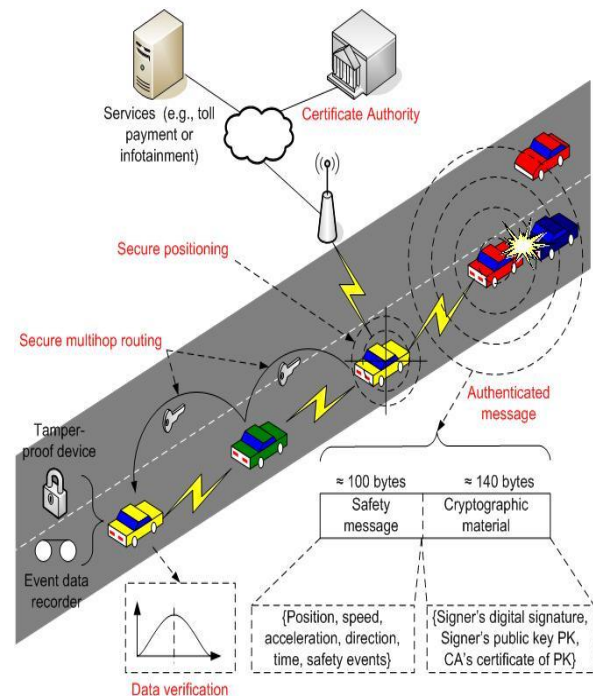 Services (e.g., toll
payment or
infotainment)
Certificate Authority
Secure positioning
Secure multihop routing
Authenticated
message
Tamper-
proof device
Event data
recorder
≈ 100 bytes
≈ 140 bytes
Safety
message
Cryptographic
material
{Position, speed,
acceleration, direction,
time, safety events}
{Signer's digital signature,
Signer's public key PK,
CA's certificate of PK}
Data verification